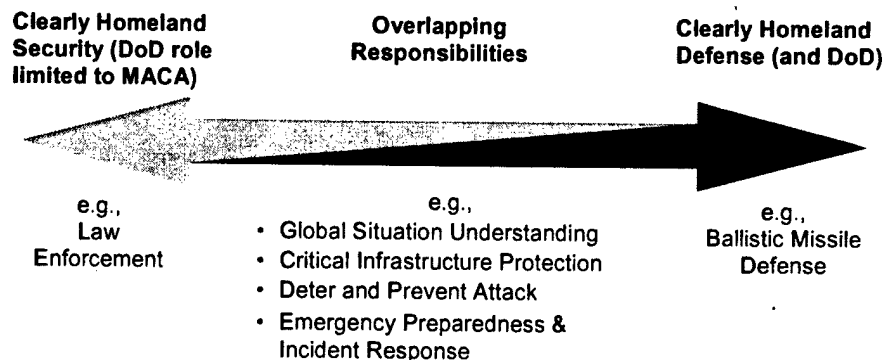 Clearly Homeland
Security (DoD role
limited to MACA)
Overlapping
Responsibilities
Clearly Homeland
Defense (and DoD)
e.g.,
Law
Enforcement
e.g.,
• Global Situation Understanding
• Critical Infrastructure Protection
• Deter and Prevent Attack
• Emergency Preparedness &
Incident Response
e.g.,
Ballistic Missile
Defense